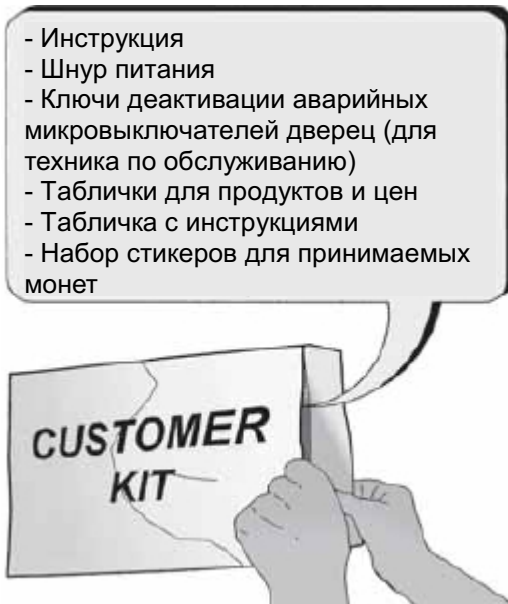 - Инструкция
- Шнур питания
- Ключи деактивации аварийных
микровыключателей дверец (для
техника по обслуживанию)
- Таблички для продуктов и цен
- Табличка с инструкциями
- Набор стикеров для принимаемых
монет
CUSTOMER
KIT